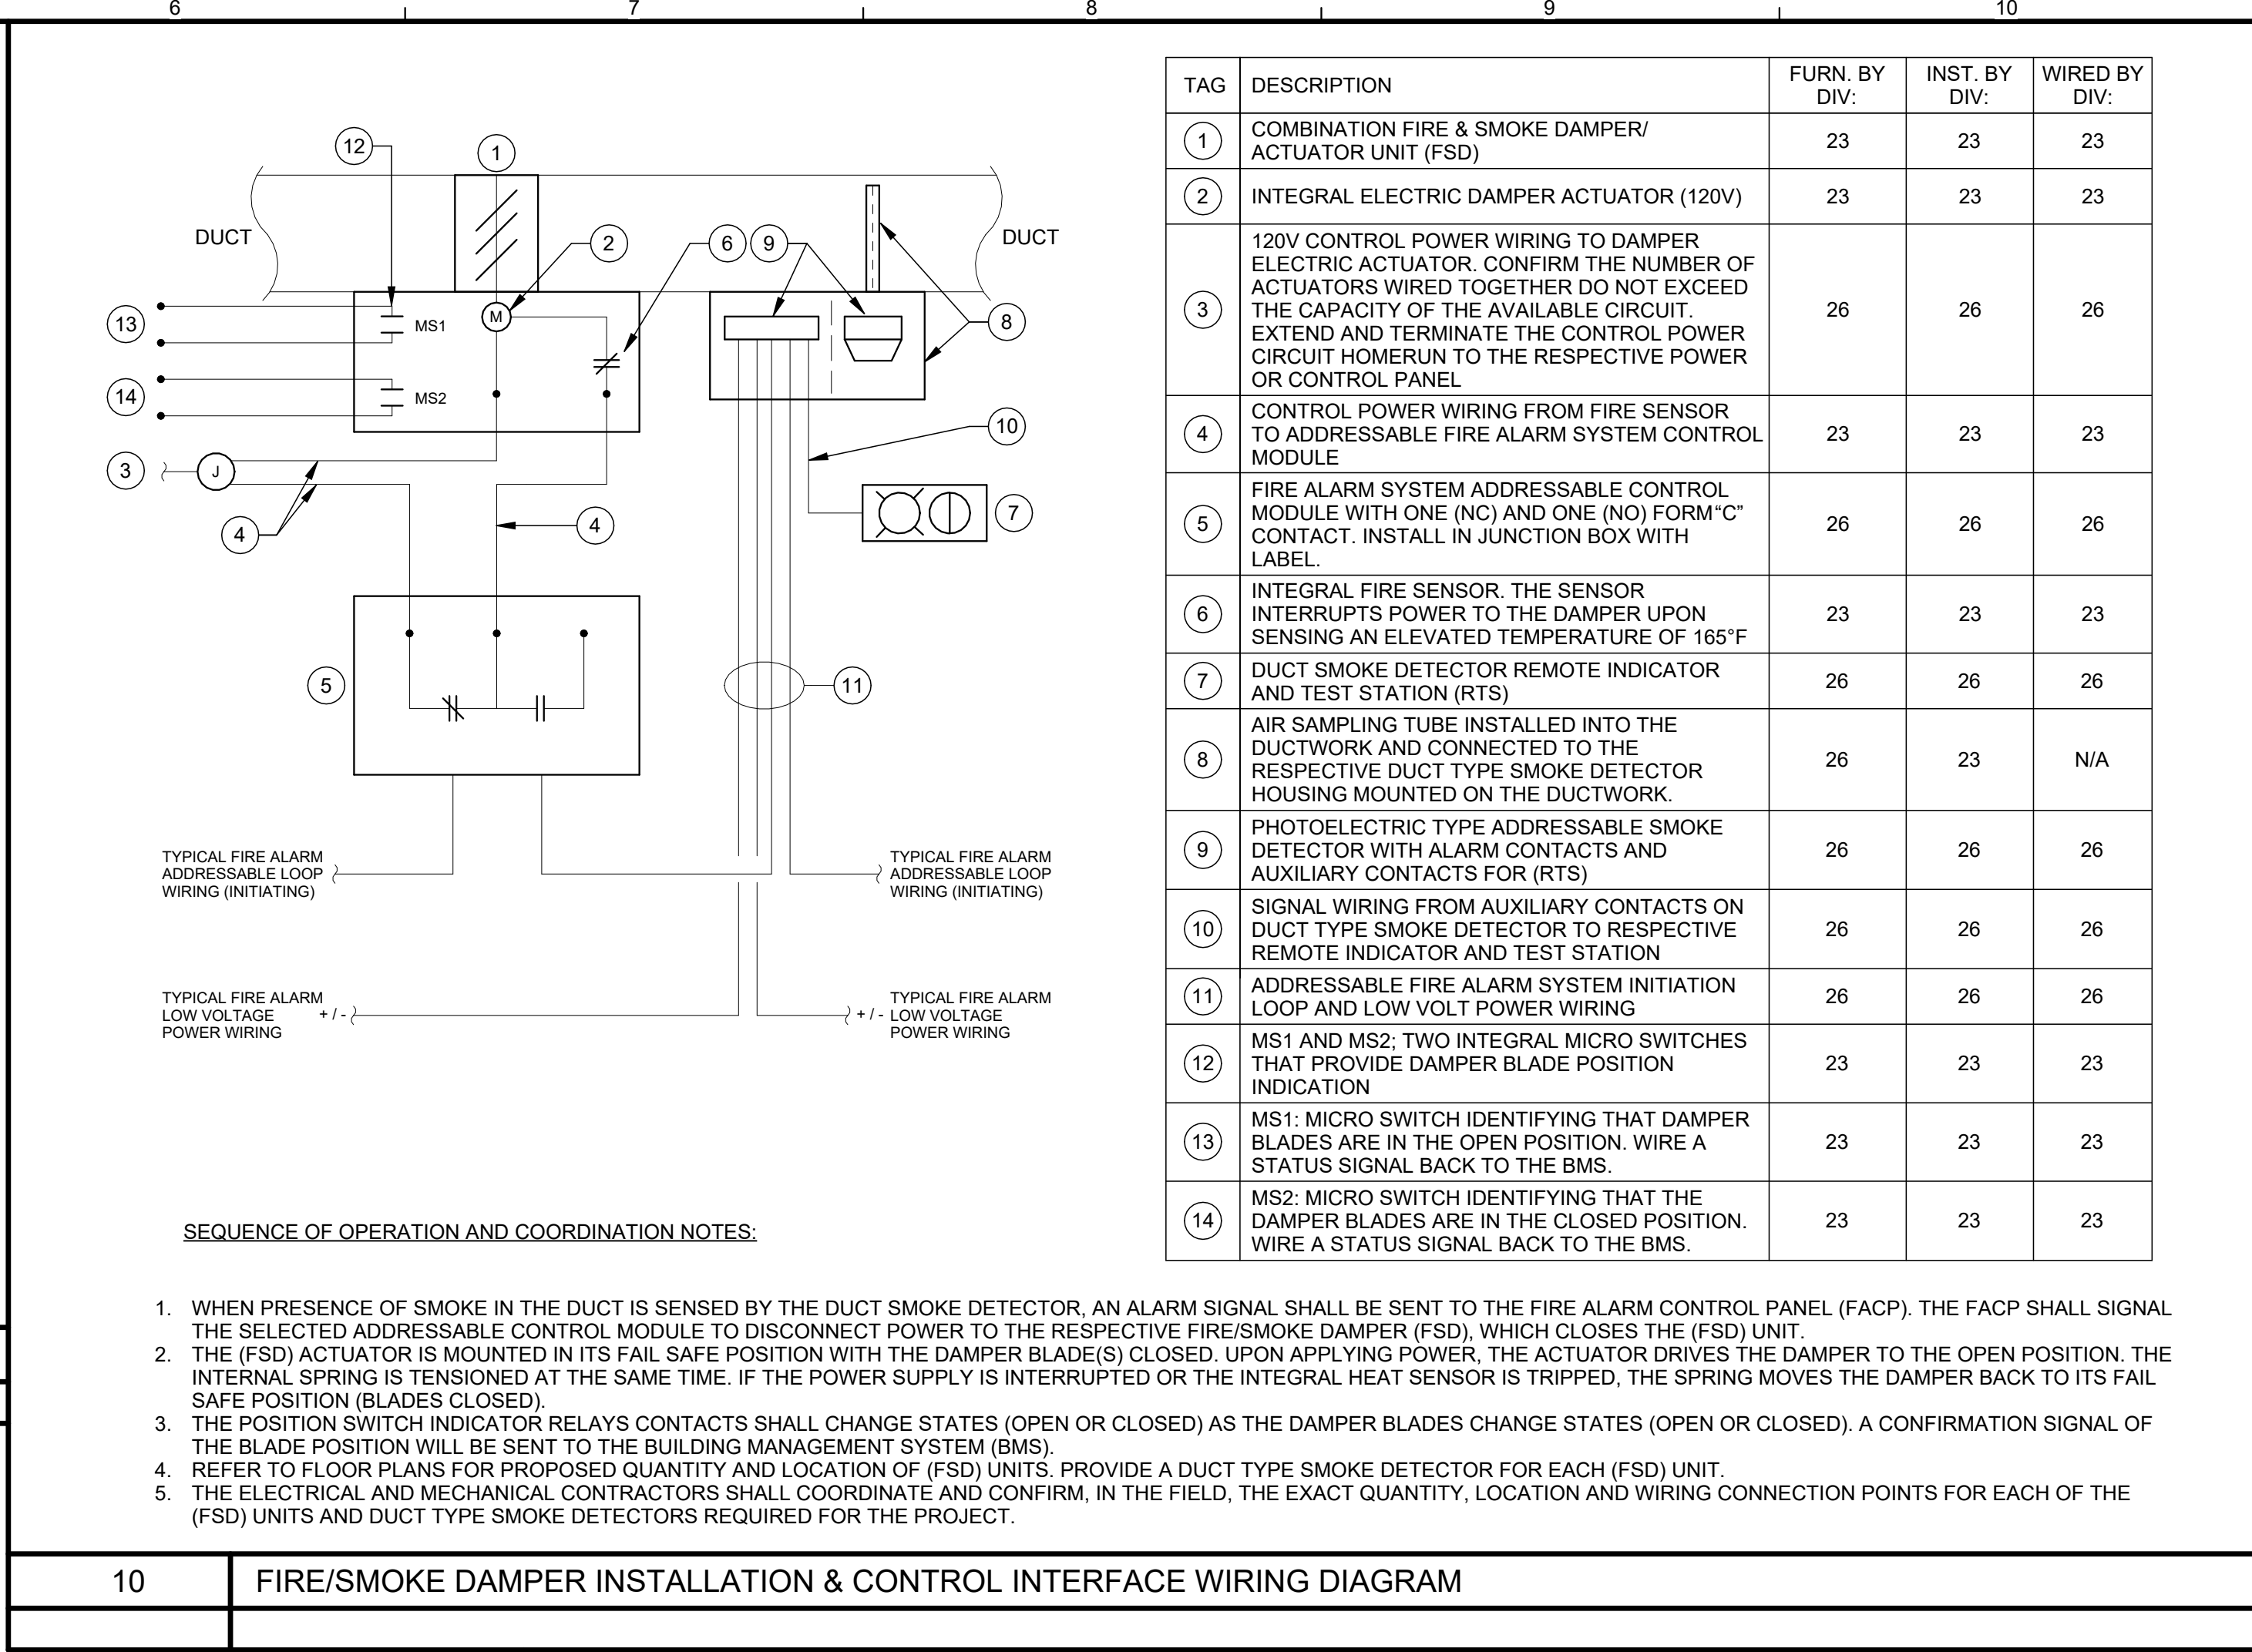 6
7
8
9
10
12
1
DUCT
2
6
9
DUCT
13
MS1
M
8
14
MS2
10
3
J
4
4
7
5
11
TYPICAL FIRE ALARM
ADDRESSABLE LOOP
WIRING (INITIATING)
TYPICAL FIRE ALARM
ADDRESSABLE LOOP
WIRING (INITIATING)
TYPICAL FIRE ALARM
LOW VOLTAGE + / -
POWER WIRING
TYPICAL FIRE ALARM
+ / - LOW VOLTAGE
POWER WIRING
TAG DESCRIPTION FURN. BY DIV: INST. BY DIV: WIRED BY DIV:
1 COMBINATION FIRE & SMOKE DAMPER/
ACTUATOR UNIT (FSD) 23 23 23
2 INTEGRAL ELECTRIC DAMPER ACTUATOR (120V) 23 23 23
3 120V CONTROL POWER WIRING TO DAMPER
ELECTRIC ACTUATOR. CONFIRM THE NUMBER OF
ACTUATORS WIRED TOGETHER DO NOT EXCEED
THE CAPACITY OF THE AVAILABLE CIRCUIT.
EXTEND AND TERMINATE THE CONTROL POWER
CIRCUIT HOMERUN TO THE RESPECTIVE POWER
OR CONTROL PANEL 26 26 26
4 CONTROL POWER WIRING FROM FIRE SENSOR
TO ADDRESSABLE FIRE ALARM SYSTEM CONTROL
MODULE 23 23 23
5 FIRE ALARM SYSTEM ADDRESSABLE CONTROL
MODULE WITH ONE (NC) AND ONE (NO) FORM“C”
CONTACT. INSTALL IN JUNCTION BOX WITH
LABEL. 26 26 26
6 INTEGRAL FIRE SENSOR. THE SENSOR
INTERRUPTS POWER TO THE DAMPER UPON
SENSING AN ELEVATED TEMPERATURE OF 165°F 23 23 23
7 DUCT SMOKE DETECTOR REMOTE INDICATOR
AND TEST STATION (RTS) 26 26 26
8 AIR SAMPLING TUBE INSTALLED INTO THE
DUCTWORK AND CONNECTED TO THE
RESPECTIVE DUCT TYPE SMOKE DETECTOR
HOUSING MOUNTED ON THE DUCTWORK. 26 23 N/A
9 PHOTOELECTRIC TYPE ADDRESSABLE SMOKE
DETECTOR WITH ALARM CONTACTS AND
AUXILIARY CONTACTS FOR (RTS) 26 26 26
10 SIGNAL WIRING FROM AUXILIARY CONTACTS ON
DUCT TYPE SMOKE DETECTOR TO RESPECTIVE
REMOTE INDICATOR AND TEST STATION 26 26 26
11 ADDRESSABLE FIRE ALARM SYSTEM INITIATION
LOOP AND LOW VOLT POWER WIRING 26 26 26
12 MS1 AND MS2; TWO INTEGRAL MICRO SWITCHES
THAT PROVIDE DAMPER BLADE POSITION
INDICATION 23 23 23
13 MS1: MICRO SWITCH IDENTIFYING THAT DAMPER
BLADES ARE IN THE OPEN POSITION. WIRE A
STATUS SIGNAL BACK TO THE BMS. 23 23 23
14 MS2: MICRO SWITCH IDENTIFYING THAT THE
DAMPER BLADES ARE IN THE CLOSED POSITION.
WIRE A STATUS SIGNAL BACK TO THE BMS. 23 23 23
SEQUENCE OF OPERATION AND COORDINATION NOTES:
1. WHEN PRESENCE OF SMOKE IN THE DUCT IS SENSED BY THE DUCT SMOKE DETECTOR, AN ALARM SIGNAL SHALL BE SENT TO THE FIRE ALARM CONTROL PANEL (FACP). THE FACP SHALL SIGNAL
THE SELECTED ADDRESSABLE CONTROL MODULE TO DISCONNECT POWER TO THE RESPECTIVE FIRE/SMOKE DAMPER (FSD), WHICH CLOSES THE (FSD) UNIT.
2. THE (FSD) ACTUATOR IS MOUNTED IN ITS FAIL SAFE POSITION WITH THE DAMPER BLADE(S) CLOSED. UPON APPLYING POWER, THE ACTUATOR DRIVES THE DAMPER TO THE OPEN POSITION. THE
INTERNAL SPRING IS TENSIONED AT THE SAME TIME. IF THE POWER SUPPLY IS INTERRUPTED OR THE INTEGRAL HEAT SENSOR IS TRIPPED, THE SPRING MOVES THE DAMPER BACK TO ITS FAIL
SAFE POSITION (BLADES CLOSED).
3. THE POSITION SWITCH INDICATOR RELAYS CONTACTS SHALL CHANGE STATES (OPEN OR CLOSED) AS THE DAMPER BLADES CHANGE STATES (OPEN OR CLOSED). A CONFIRMATION SIGNAL OF
THE BLADE POSITION WILL BE SENT TO THE BUILDING MANAGEMENT SYSTEM (BMS).
4. REFER TO FLOOR PLANS FOR PROPOSED QUANTITY AND LOCATION OF (FSD) UNITS. PROVIDE A DUCT TYPE SMOKE DETECTOR FOR EACH (FSD) UNIT.
5. THE ELECTRICAL AND MECHANICAL CONTRACTORS SHALL COORDINATE AND CONFIRM, IN THE FIELD, THE EXACT QUANTITY, LOCATION AND WIRING CONNECTION POINTS FOR EACH OF THE
(FSD) UNITS AND DUCT TYPE SMOKE DETECTORS REQUIRED FOR THE PROJECT.
10 FIRE/SMOKE DAMPER INSTALLATION & CONTROL INTERFACE WIRING DIAGRAM